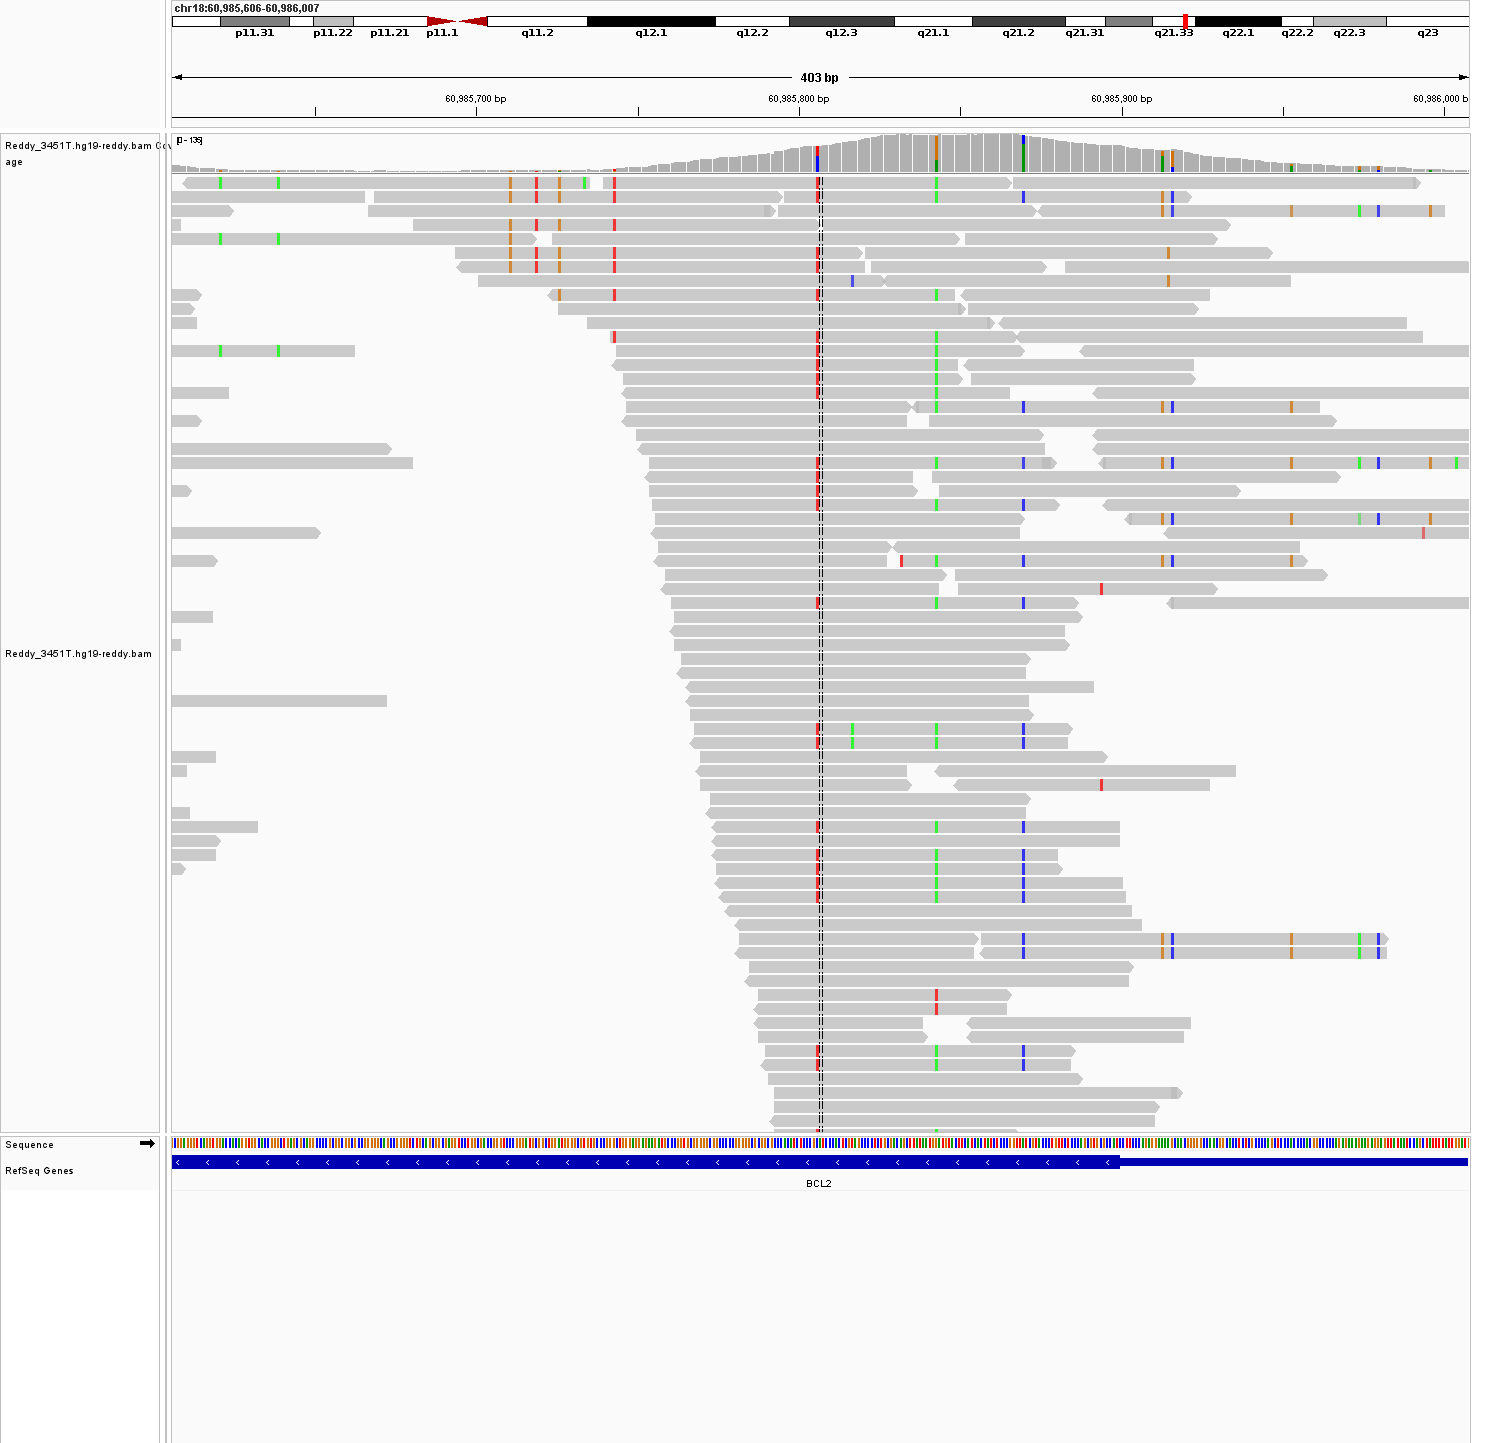 chr18:60,985,606-60,986,007
p11.31 p11.22 p11.21 p11.1 q11.2 q12.1 q12.2 q12.3 q21.1 q21.2 q21.31 q21.33 q22.1 q22.2 q22.3 q23
403 bp
60,985,700 bp 60,985,800 bp 60,985,900 bp 60,986,000 b
Reddy_3451T.hg19-reddy.bam Cov
age
Reddy_3451T.hg19-reddy.bam
Sequence
RefSeq Genes
BCL2